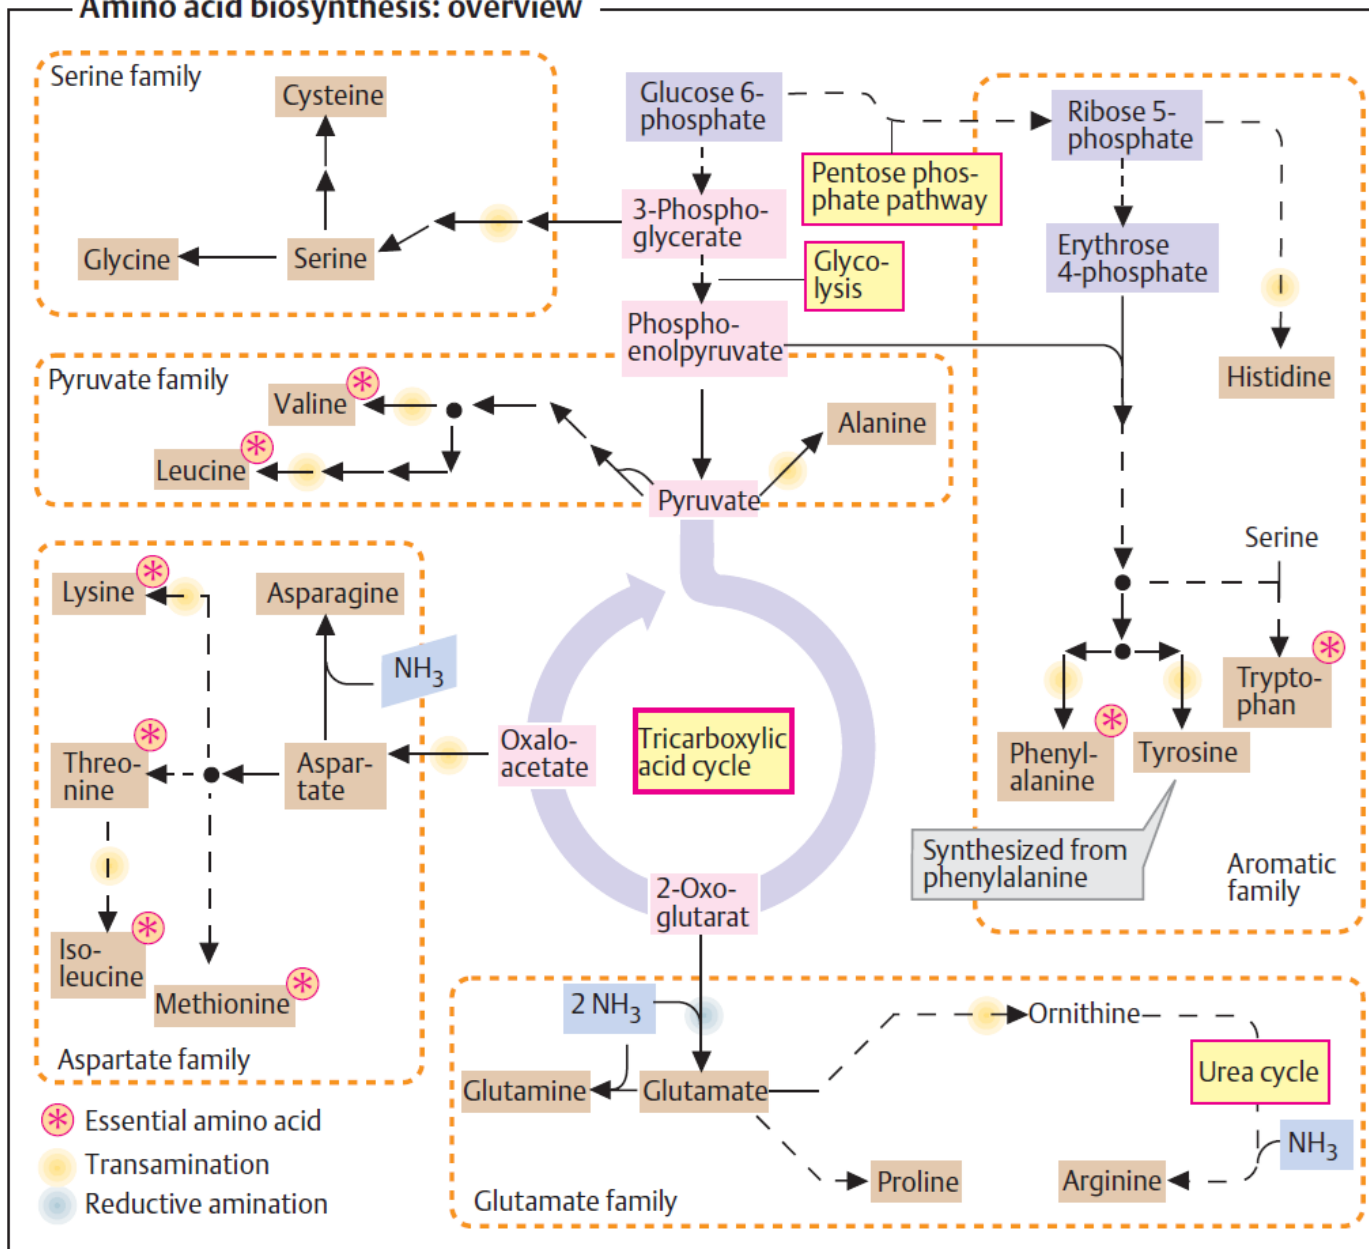 Amino acid biosynthesis: overview
Serine family
Cysteine
Glycine
Serine
Glucose 6-
phosphate
3-Phospho-
glycerate
Phospho-
enolpyruvate
Pentose phos-
phate pathway
Glyco-
lysis
Ribose 5-
phosphate
Erythrose
4-phosphate
Histidine
Pyruvate family
Valine
*
Leucine
*
Alanine
Pyruvate
Lysine
*
Asparagine
NH3
Threo-
nine
*
Aspar-
tate
Oxalo-
acetate
Tricarboxylic
acid cycle
Iso-
leucine
*
Methionine
*
Aspartate family
Serine
Trypto-
phan
*
Phenyl-
alanine
*
Tyrosine
Synthesized from
phenylalanine
Aromatic
family
2-Oxo-
glutarat
2 NH3
Glutamine
Glutamate
Ornithine
Urea cycle
NH3
Proline
Arginine
Glutamate family
* Essential amino acid
Transamination
Reductive amination